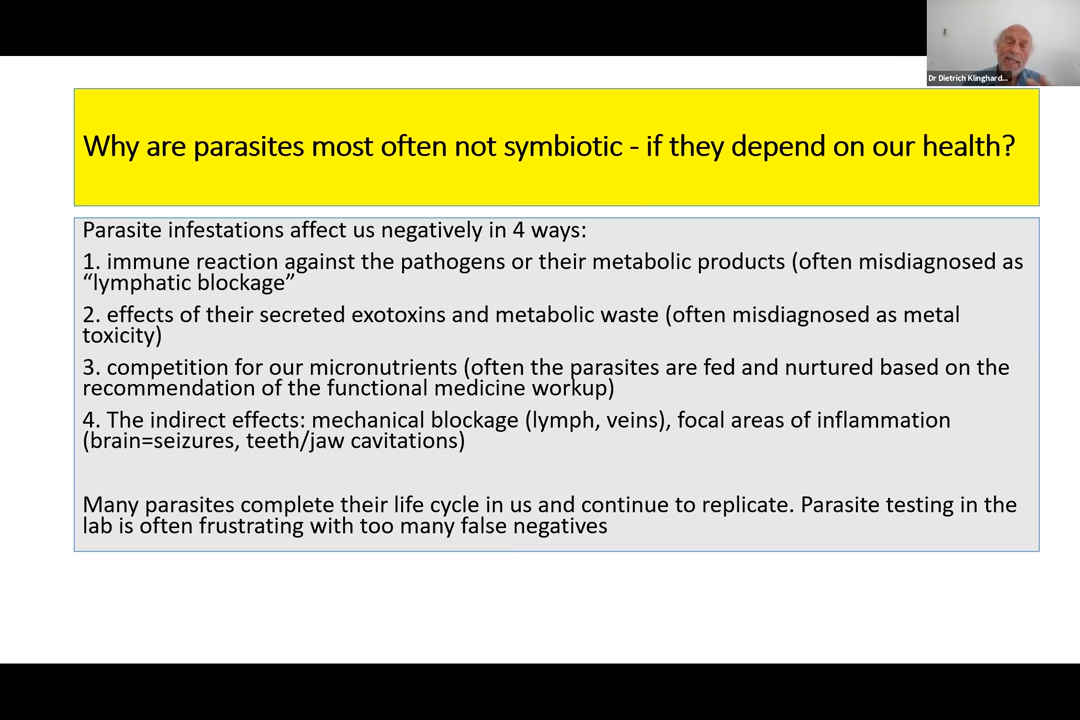 Dr Dietrich Klinghard...
Why are parasites most often not symbiotic - if they depend on our health?
Parasite infestations affect us negatively in 4 ways:
1. immune reaction against the pathogens or their metabolic products (often misdiagnosed as
“lymphatic blockage”
2. effects of their secreted exotoxins and metabolic waste (often misdiagnosed as metal
toxicity)
3. competition for our micronutrients (often the parasites are fed and nurtured based on the
recommendation of the functional medicine workup)
4. The indirect effects: mechanical blockage (lymph, veins), focal areas of inflammation
(brain=seizures, teeth/jaw cavitations)
Many parasites complete their life cycle in us and continue to replicate. Parasite testing in the
lab is often frustrating with too many false negatives